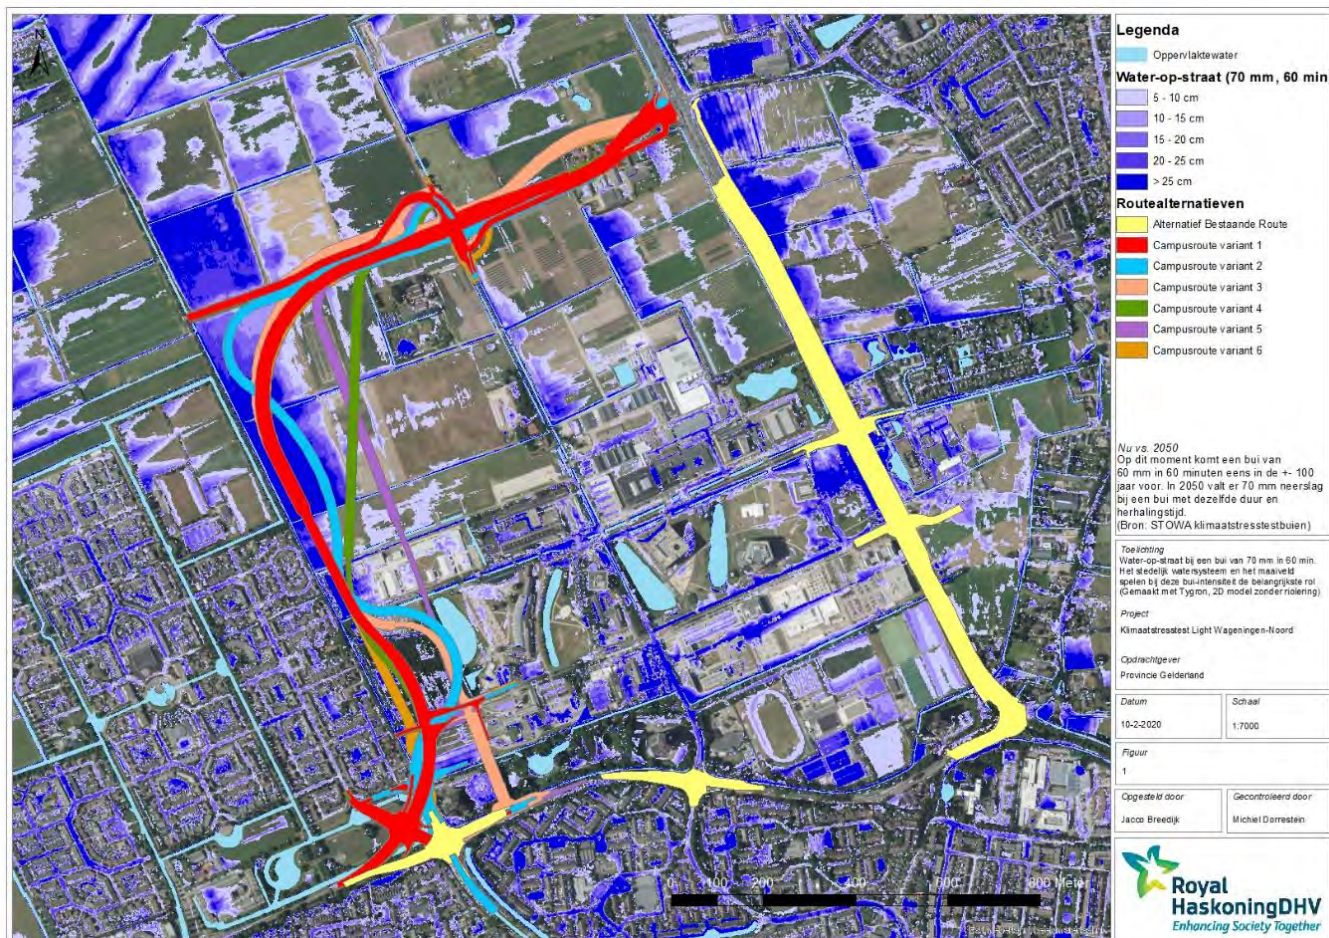 N
Legenda
Oppervlaktewater
Water-op-straat (70 mm, 60 min
5 - 10 cm
10 - 15 cm
15 - 20 cm
20 - 25 cm
> 25 cm
Routealternatieven
Alternatief Bestaande Route
Campusroute variant 1
Campusroute variant 2
Campusroute variant 3
Campusroute variant 4
Campusroute variant 5
Campusroute variant 6
Nu vs. 2050
Op dit moment komt een bui van
60 mm in 60 minuten eens in de +- 100
jaar voor. In 2050 valt er 70 mm neerslag
bij een bui met dezelfde duur en
herhalingstijd.
(Bron: STOWA klimaatstresstestbuien)
Toelichting
Water-op-straat bij een bui van 70 mm in 60 min.
Het stedelijk watersysteem en het maaiveld
spelen bij deze bui-intensiteit de belangrijkste rol
(Gemaakt met Tygron, 2D model zonder riolering)
Project
Klimaatstresstest Light Wageningen-Noord
Opdrachtgever
Provincie Gelderland
Datum
10-2-2020
Schaal
1:7000
Figuur
1
Opgesteld door
Jacco Breedijk
Gecontroleerd door
Michiel Dorrestein
0 100 200 400 600 800 Meter
Royal
HaskoningDHV
Enhancing Society Together